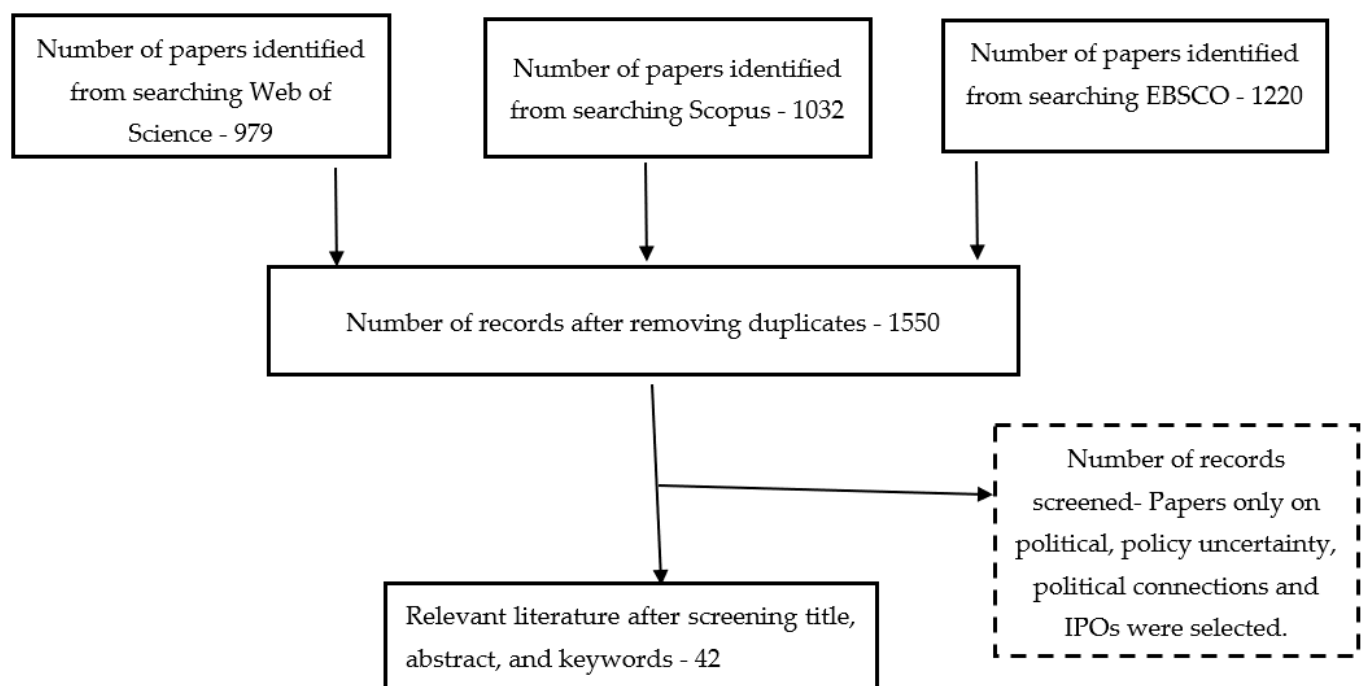 Number of papers identified
from searching Web of
Science - 979
Number of papers identified
from searching Scopus - 1032
Number of papers identified
from searching EBSCO - 1220
Number of records after removing duplicates - 1550
Number of records
screened- Papers only on
political, policy uncertainty,
political connections and
IPOs were selected.
Relevant literature after screening title,
abstract, and keywords - 42